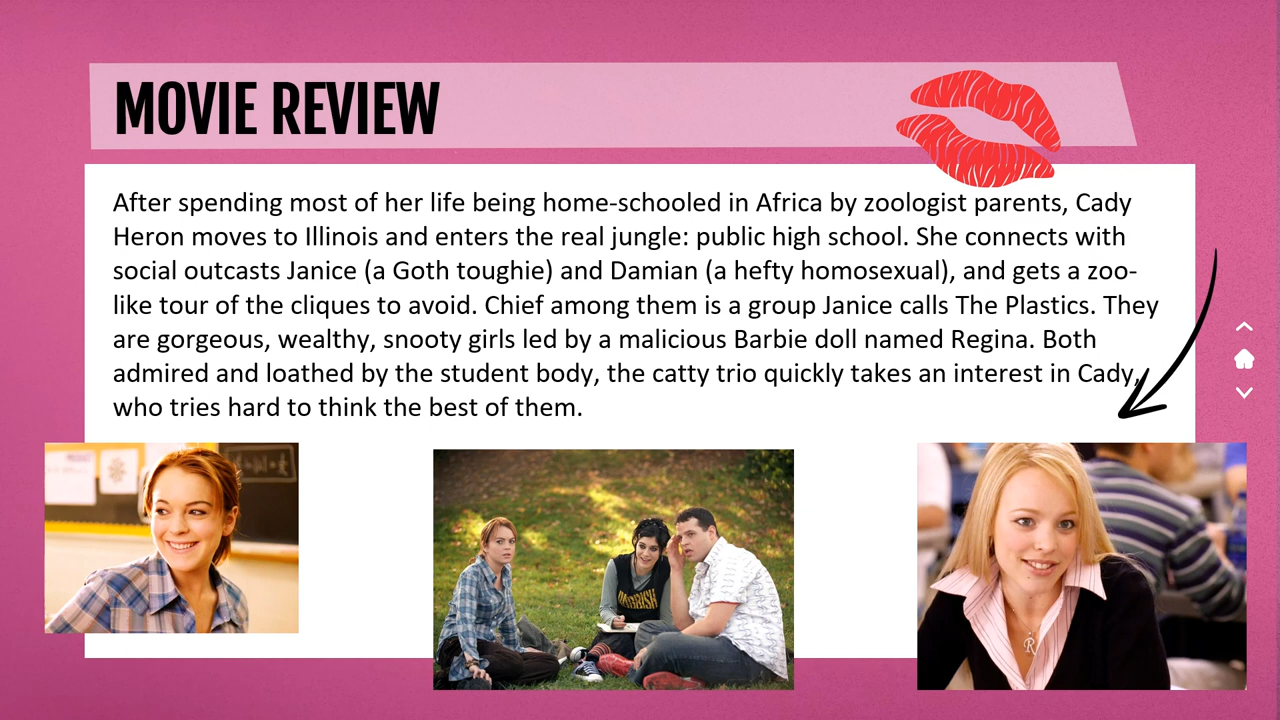 MOVIE REVIEW
After spending most of her life being home-schooled in Africa by zoologist parents, Cady
Heron moves to Illinois and enters the real jungle: public high school. She connects with
social outcasts Janice (a Goth toughie) and Damian (a hefty homosexual), and gets a zoo-
like tour of the cliques to avoid. Chief among them is a group Janice calls The Plastics. They
are gorgeous, wealthy, snooty girls led by a malicious Barbie doll named Regina. Both
admired and loathed by the student body, the catty trio quickly takes an interest in Cady,
who tries hard to think the best of them.
R